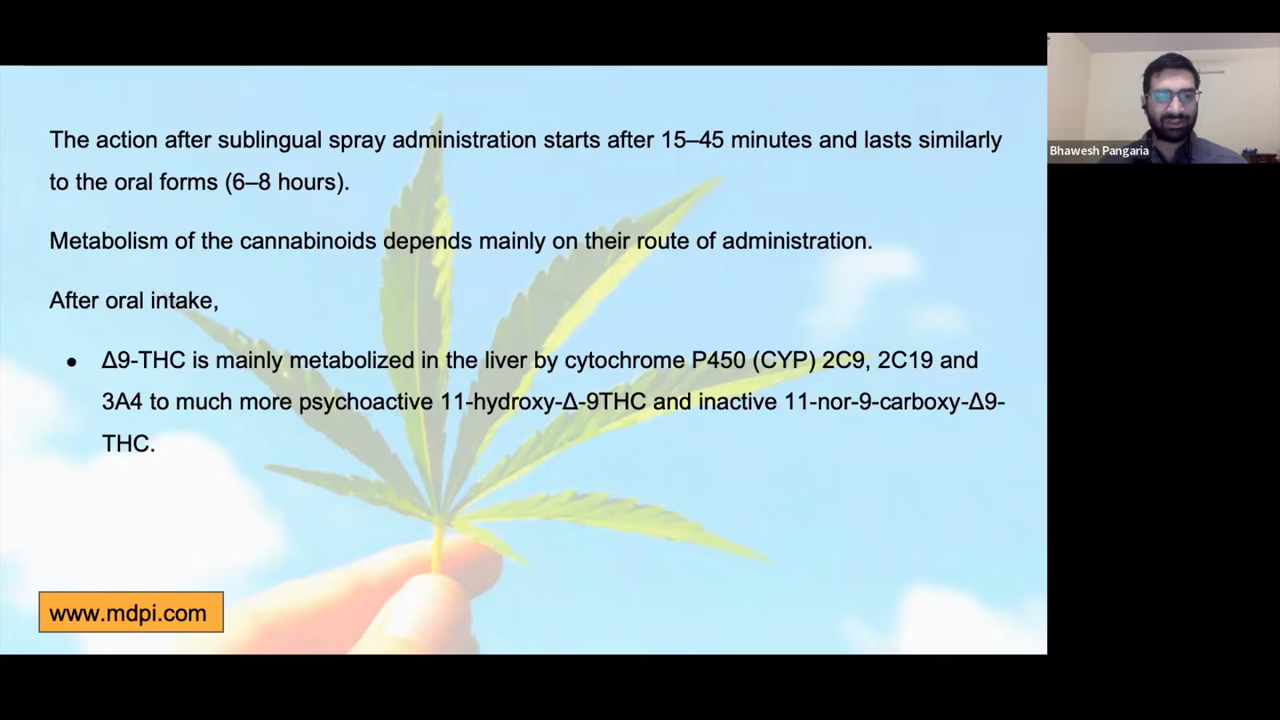 The action after sublingual spray administration starts after 15–45 minutes and lasts similarly
to the oral forms (6–8 hours).
Metabolism of the cannabinoids depends mainly on their route of administration.
After oral intake,
● Δ9-THC is mainly metabolized in the liver by cytochrome P450 (CYP) 2C9, 2C19 and
3A4 to much more psychoactive 11-hydroxy-Δ-9THC and inactive 11-nor-9-carboxy-Δ9-
THC.
www.mdpi.com
Bhawesh Pangaria